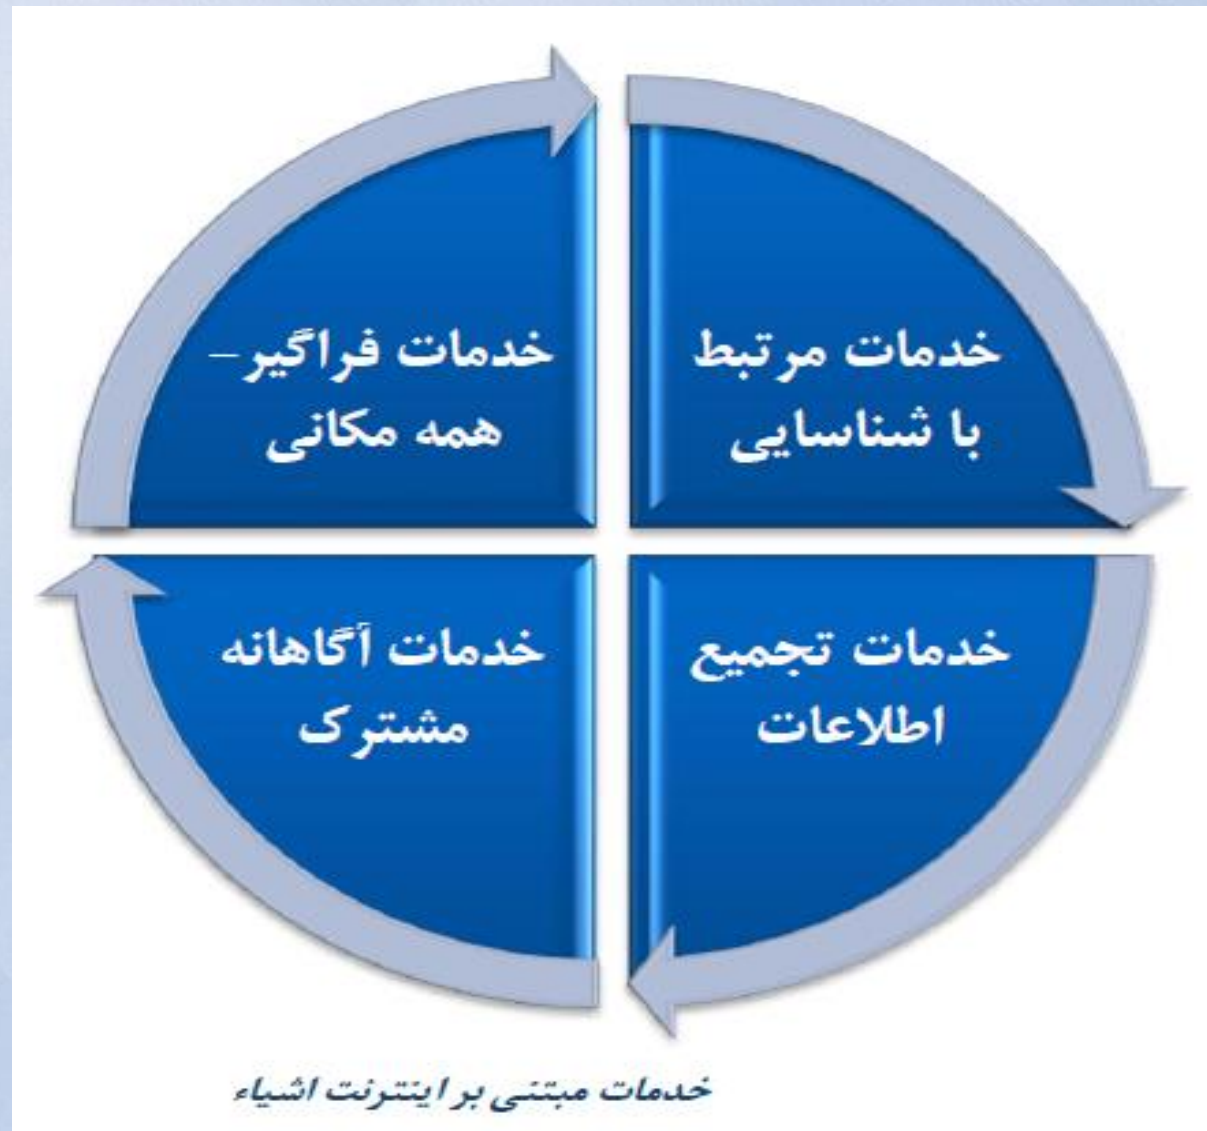 خدمات مرتبط
با شناسایی
خدمات فراگیر–
همه مکانی
خدمات تجمیع
اطلاعات
خدمات آگاهانه
مشترک
خدمات مبتنی بر اینترنت اشیاء